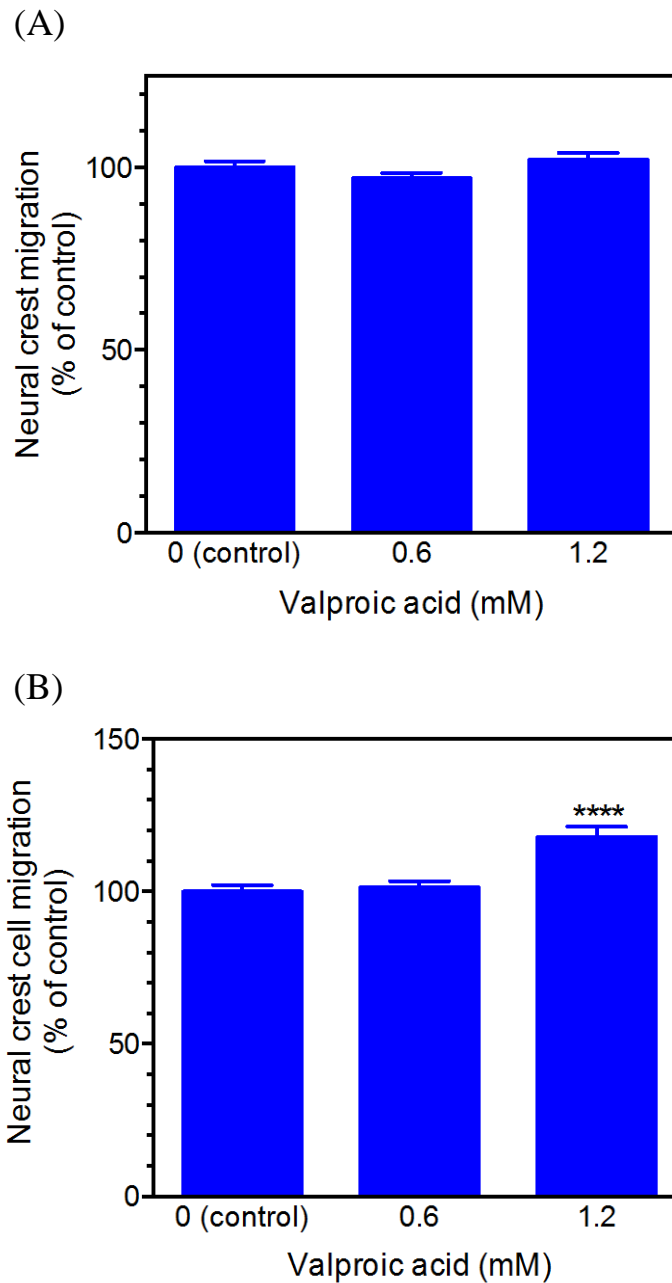 (A)
Neural crest migration
(% of control)
100
50
0
0 (control) 0.6 1.2
Valproic acid (mM)
(B)
Neural crest cell migration
(% of control)
150
100
50
0
****
0 (control) 0.6 1.2
Valproic acid (mM)